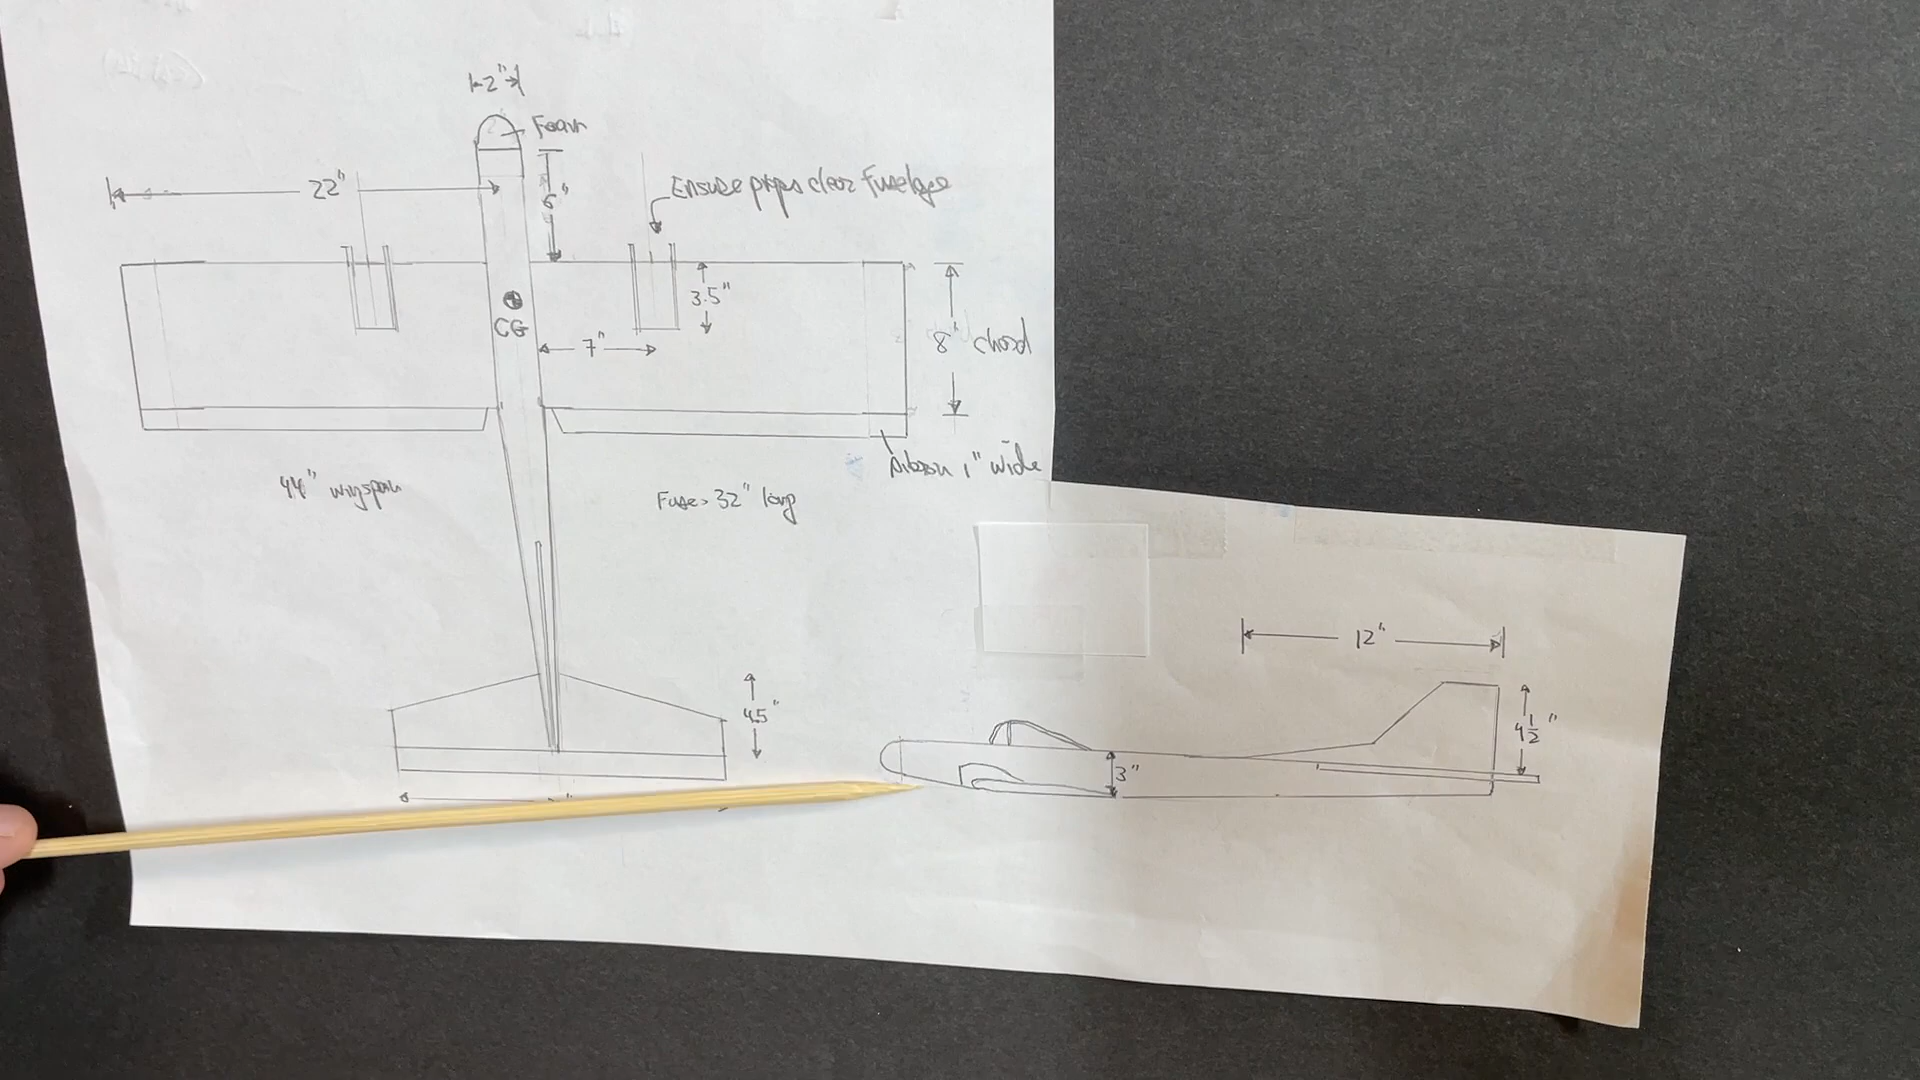 2"
Foam
22"
6"
Ensure props clear fuselage
3.5"
CG
7"
8" chord
1" wide
44" wingspan
Fuse > 32" long
4.5"
12"
4 1/2"
3"